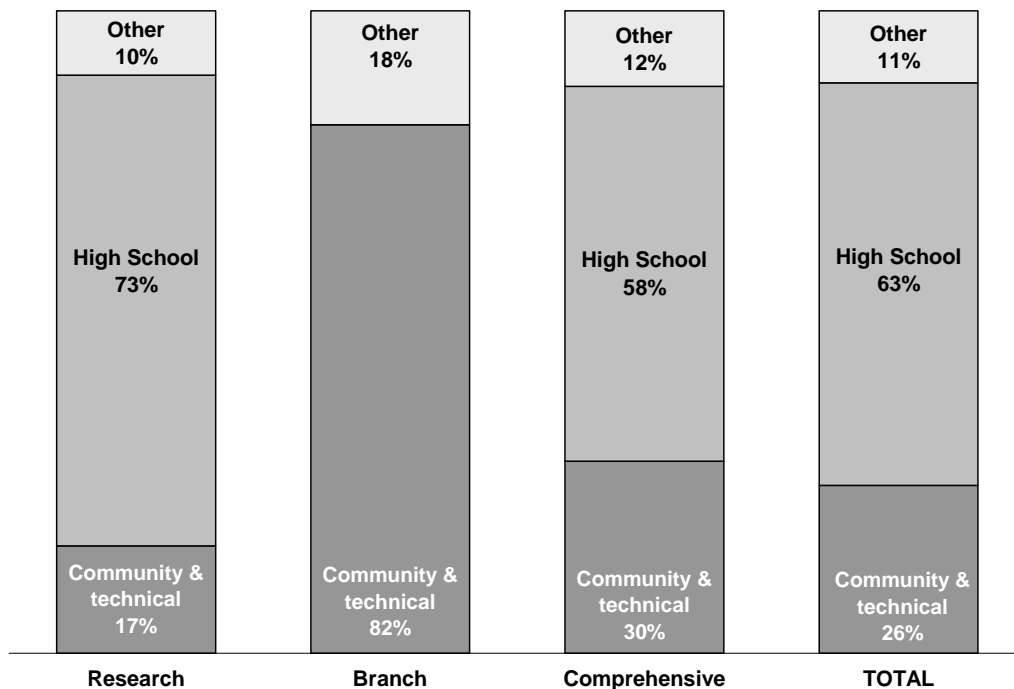 Other
10%
High School
73%
Community &
technical
17%
Research
Other
18%
Community &
technical
82%
Branch
Other
12%
High School
58%
Community &
technical
30%
Comprehensive
Other
11%
High School
63%
Community &
technical
26%
TOTAL